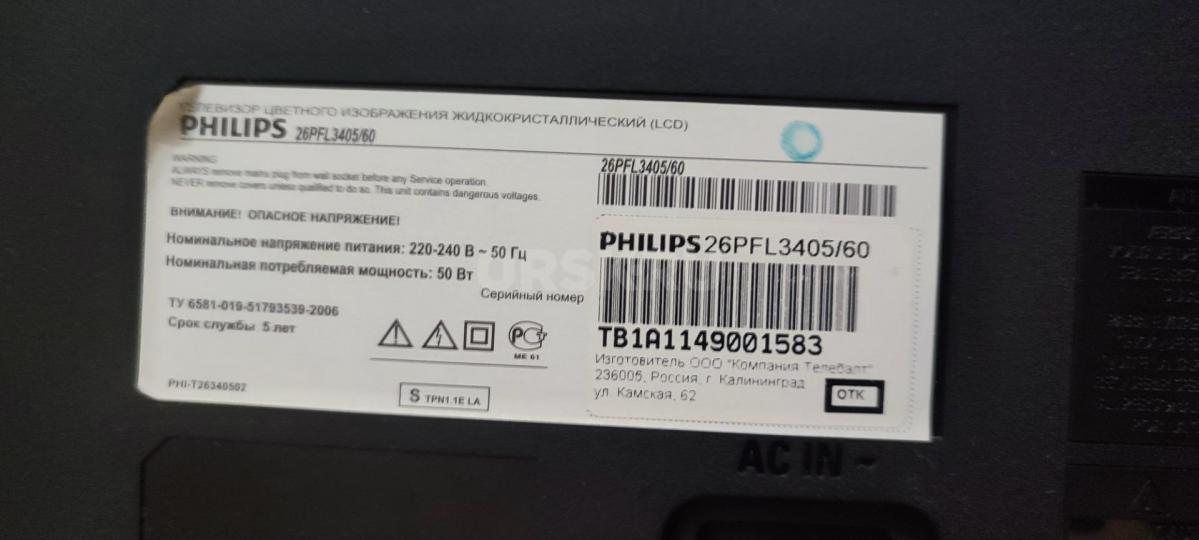 ТЕЛЕВИЗОР ЦВЕТНОГО ИЗОБРАЖЕНИЯ ЖИДКОКРИСТАЛЛИЧЕСКИЙ (LCD)
PHILIPS 26PFL3405/60
WARNING
ALWAYS remove mains plug from wall socket before any Service operation.
NEVER remove covers unless qualified to do so. This unit contains dangerous voltages.
ВНИМАНИЕ! ОПАСНОЕ НАПРЯЖЕНИЕ!
Номинальное напряжение питания: 220-240 В ~ 50 Гц
Номинальная потребляемая мощность: 50 Вт
Серийный номер
ТУ 6581-019-51793539-2006
Срок службы 5 лет
МЕ 61
PHI-T26340502
S TPN1.1E LA
26PFL3405/60
PHILIPS 26PFL3405/60
TB1A1149001583
Изготовитель ООО "Компания Телебалт"
236005, Россия, г. Калининград
ул. Камская, 62
ОТК
AC IN ~